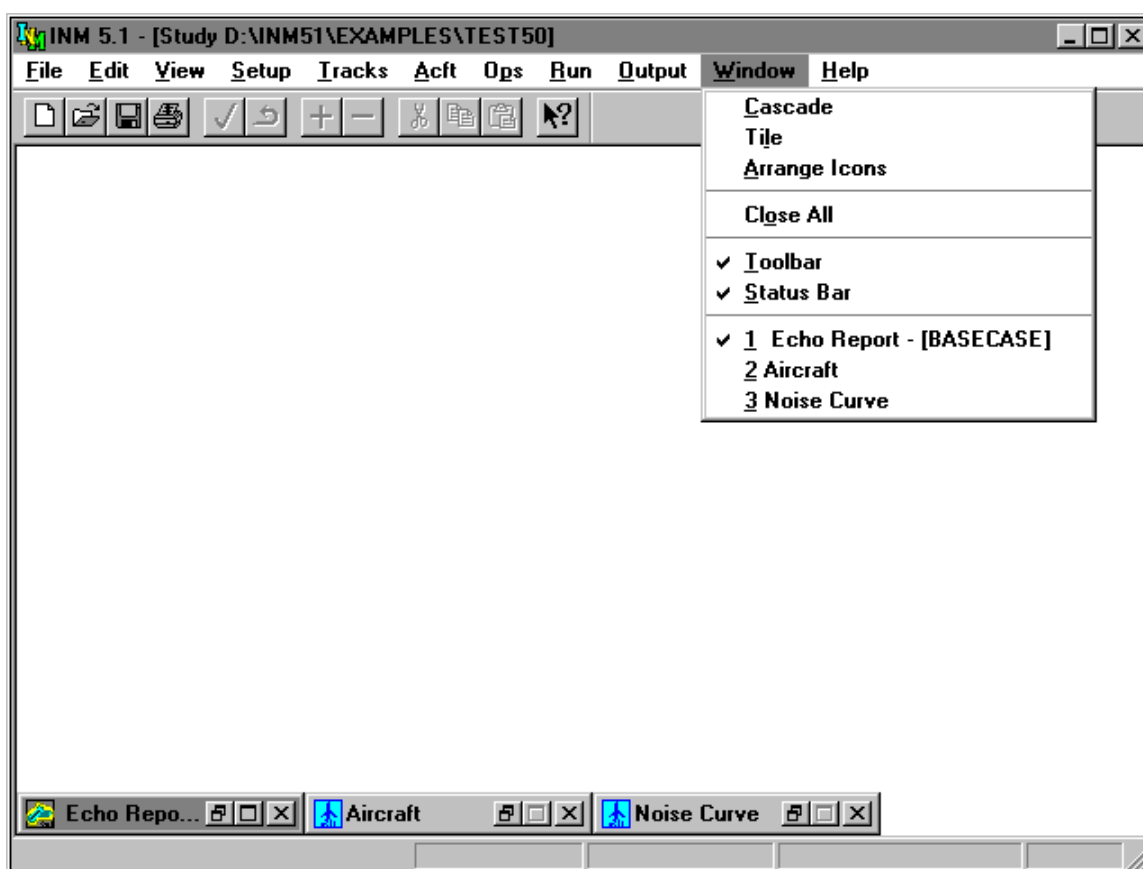 INM 5.1 - [Study D:\INM51\EXAMPLES\TEST50]
File Edit View Setup Tracks Acft Ops Run Output Window Help
Cascade
Tile
Arrange Icons
Close All
Toolbar
Status Bar
1 Echo Report - [BASECASE]
2 Aircraft
3 Noise Curve
Echo Repo... Aircraft Noise Curve